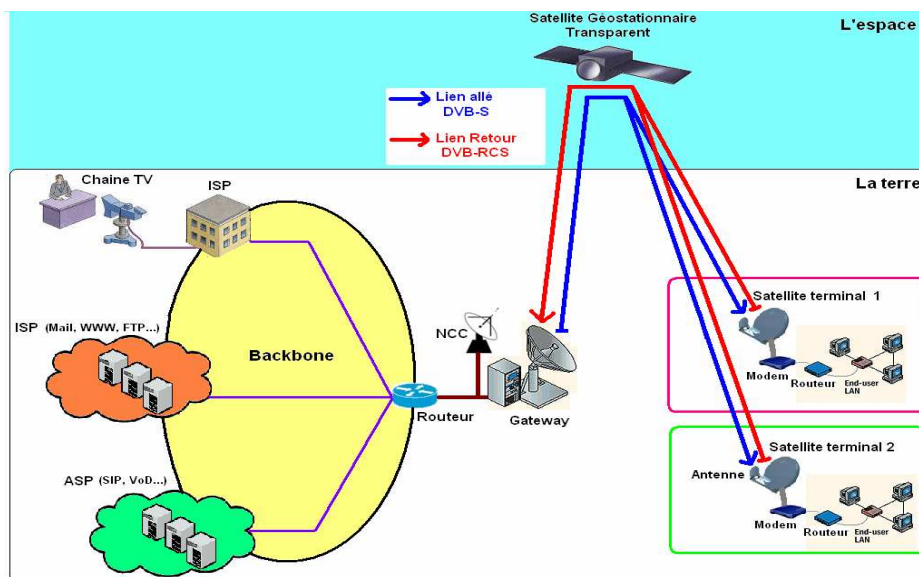 Satellite Géostationnaire
Transparent
L'espace
Lien allé
DVB-S
Lien Retour
DVB-RCS
La terre
Chaine TV
ISP
ISP (Mail, WWW, FTP...)
Backbone
NCC
Routeur
Gateway
ASP (SIP, VoD...)
Satellite terminal 1
Modem
Routeur
End-user
LAN
Satellite terminal 2
Antenne
Modem
Routeur
End-user
LAN